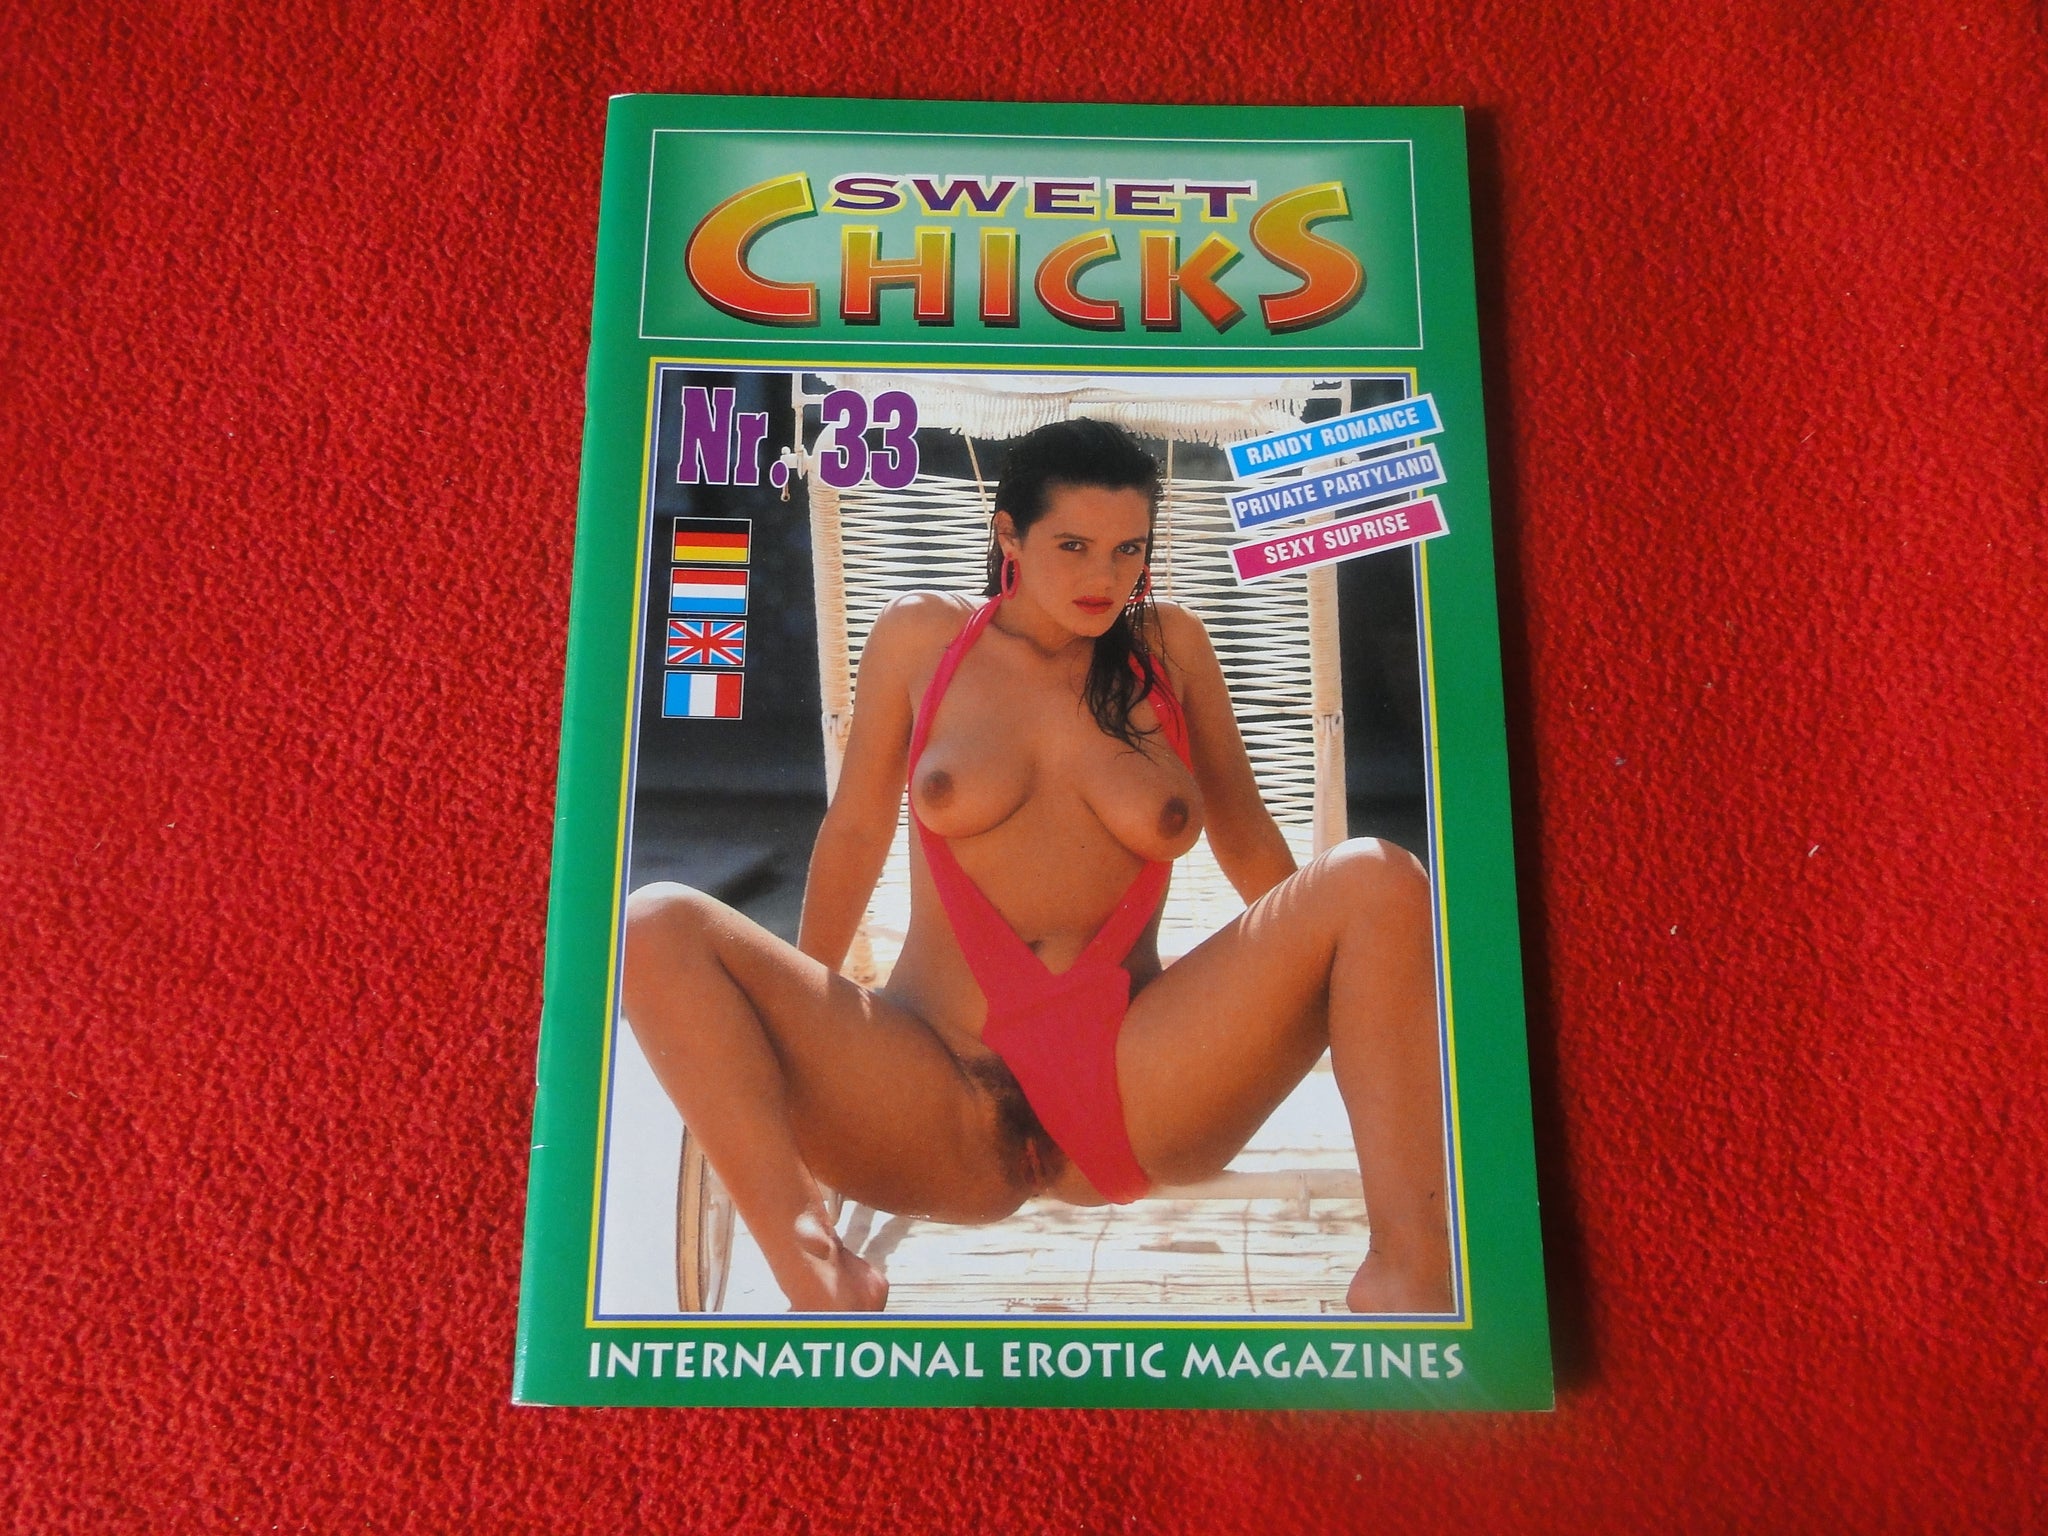 SWEET
CHICKS
Nr. 33
RANDY ROMANCE
PRIVATE PARTYLAND
SEXY SUPRISE
INTERNATIONAL EROTIC MAGAZINES